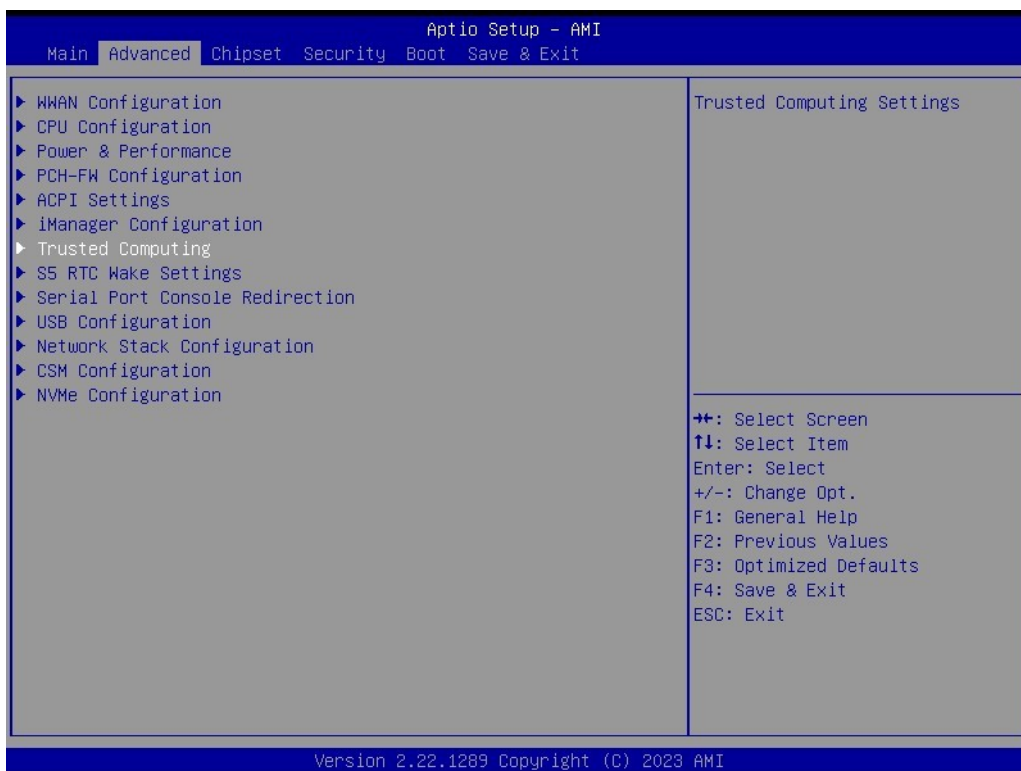 Aptio Setup – AMI
Main Advanced Chipset Security Boot Save & Exit
WWAN Configuration
CPU Configuration
Power & Performance
PCH-FW Configuration
ACPI Settings
iManager Configuration
Trusted Computing
S5 RTC Wake Settings
Serial Port Console Redirection
USB Configuration
Network Stack Configuration
CSM Configuration
NVMe Configuration
Trusted Computing Settings
→←: Select Screen
↑↓: Select Item
Enter: Select
+/-: Change Opt.
F1: General Help
F2: Previous Values
F3: Optimized Defaults
F4: Save & Exit
ESC: Exit
Version 2.22.1289 Copyright (C) 2023 AMI